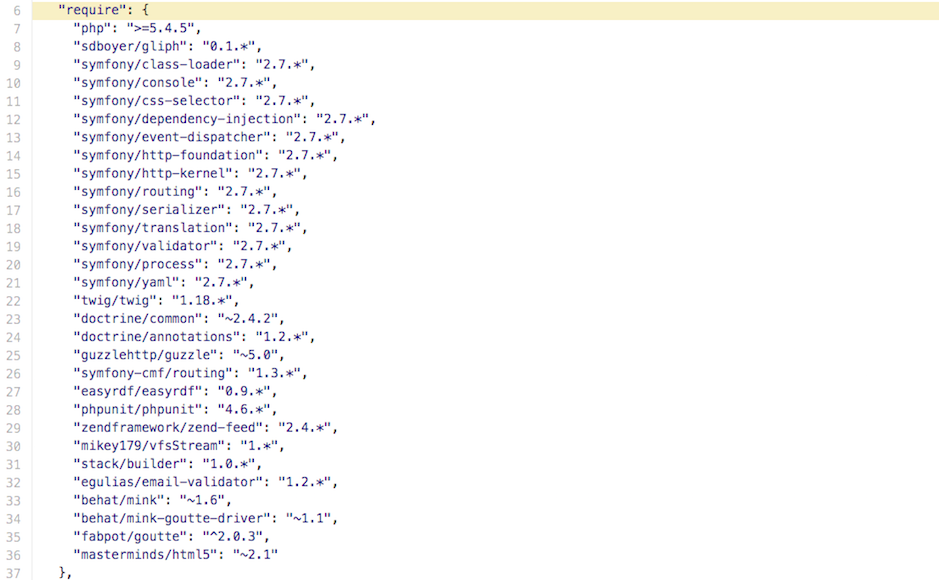 6 "require": {
7 "php": ">=5.4.5",
8 "sdboyer/gliph": "0.1.*",
9 "symfony/class-loader": "2.7.*",
10 "symfony/console": "2.7.*",
11 "symfony/css-selector": "2.7.*",
12 "symfony/dependency-injection": "2.7.*",
13 "symfony/event-dispatcher": "2.7.*",
14 "symfony/http-foundation": "2.7.*",
15 "symfony/http-kernel": "2.7.*",
16 "symfony/routing": "2.7.*",
17 "symfony/serializer": "2.7.*",
18 "symfony/translation": "2.7.*",
19 "symfony/validator": "2.7.*",
20 "symfony/process": "2.7.*",
21 "symfony/yaml": "2.7.*",
22 "twig/twig": "1.18.*",
23 "doctrine/common": "~2.4.2",
24 "doctrine/annotations": "1.2.*",
25 "guzzlehttp/guzzle": "~5.0",
26 "symfony-cmf/routing": "1.3.*",
27 "easyrdf/easyrdf": "0.9.*",
28 "phpunit/phpunit": "4.6.*",
29 "zendframework/zend-feed": "2.4.*",
30 "mikey179/vfsStream": "1.*",
31 "stack/builder": "1.0.*",
32 "egulias/email-validator": "1.2.*",
33 "behat/mink": "~1.6",
34 "behat/mink-goutte-driver": "~1.1",
35 "fabpot/goutte": "^2.0.3",
36 "masterminds/html5": "~2.1"
37 },